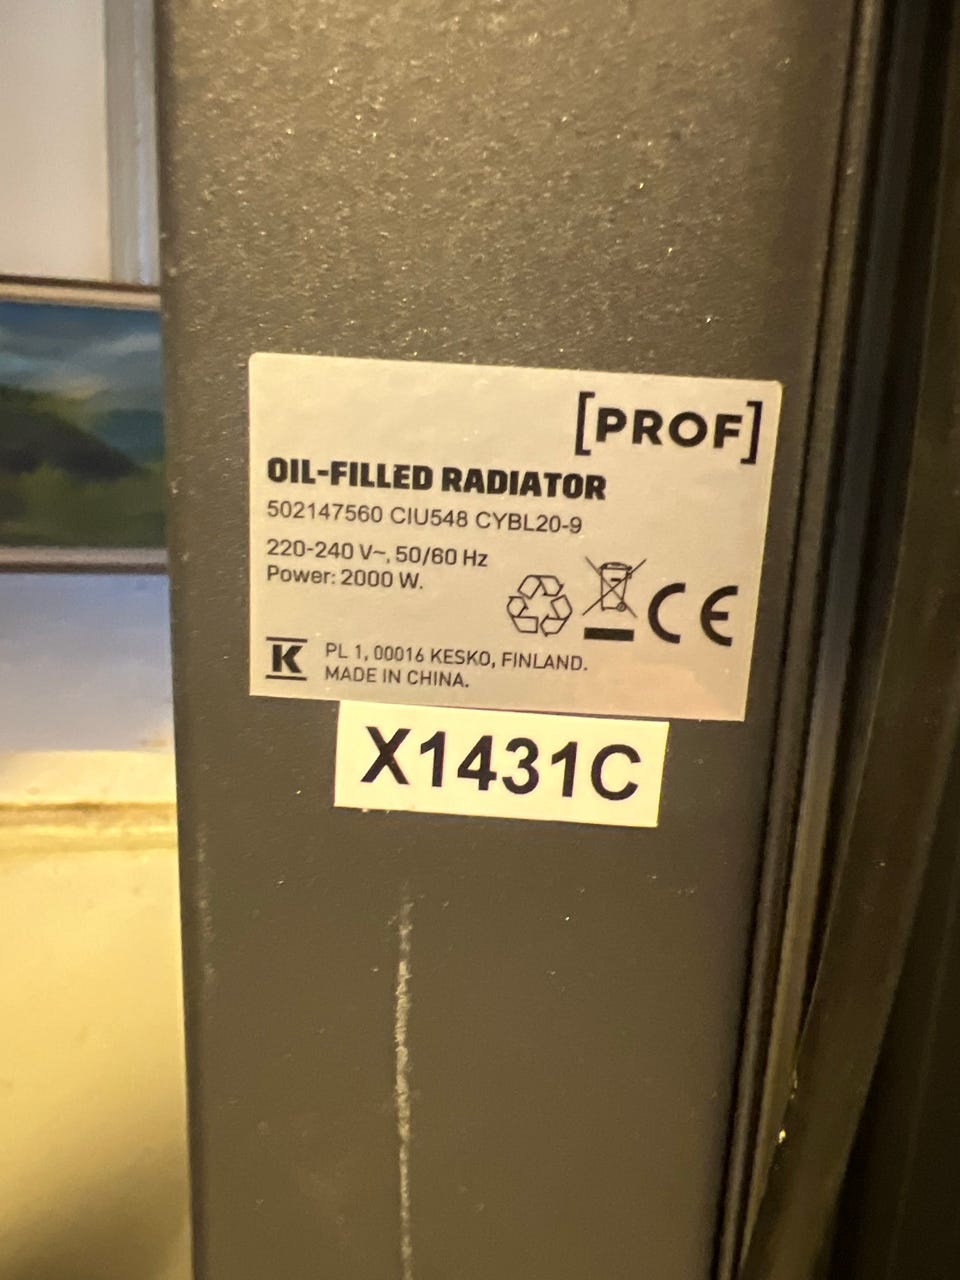 [PROF]
OIL-FILLED RADIATOR
502147560 CIU548 CYBL20-9
220-240 V~, 50/60 Hz
Power: 2000 W.
CE
K PL 1, 00016 KESKO, FINLAND.
MADE IN CHINA.
X1431C